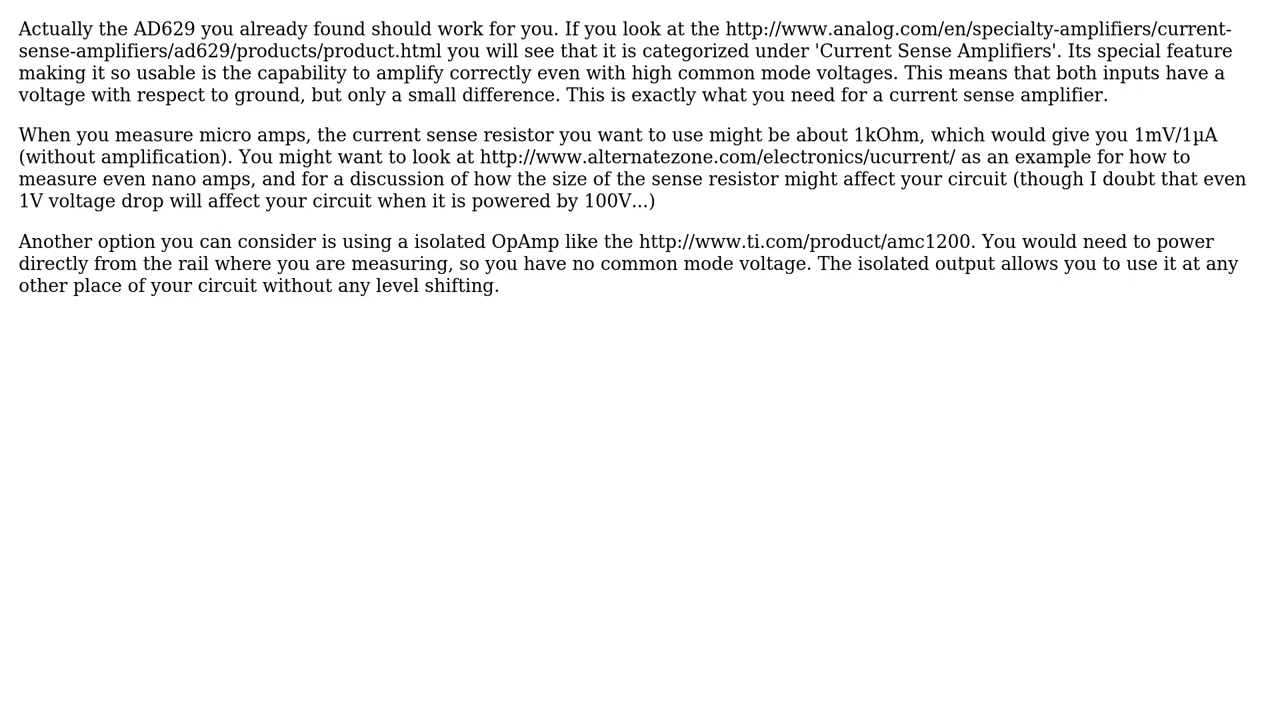 Actually the AD629 you already found should work for you. If you look at the http://www.analog.com/en/specialty-amplifiers/current-
sense-amplifiers/ad629/products/product.html you will see that it is categorized under 'Current Sense Amplifiers'. Its special feature
making it so usable is the capability to amplify correctly even with high common mode voltages. This means that both inputs have a
voltage with respect to ground, but only a small difference. This is exactly what you need for a current sense amplifier.
When you measure micro amps, the current sense resistor you want to use might be about 1kOhm, which would give you 1mV/1µA
(without amplification). You might want to look at http://www.alternatezone.com/electronics/ucurrent/ as an example for how to
measure even nano amps, and for a discussion of how the size of the sense resistor might affect your circuit (though I doubt that even
1V voltage drop will affect your circuit when it is powered by 100V...)
Another option you can consider is using a isolated OpAmp like the http://www.ti.com/product/amc1200. You would need to power
directly from the rail where you are measuring, so you have no common mode voltage. The isolated output allows you to use it at any
other place of your circuit without any level shifting.